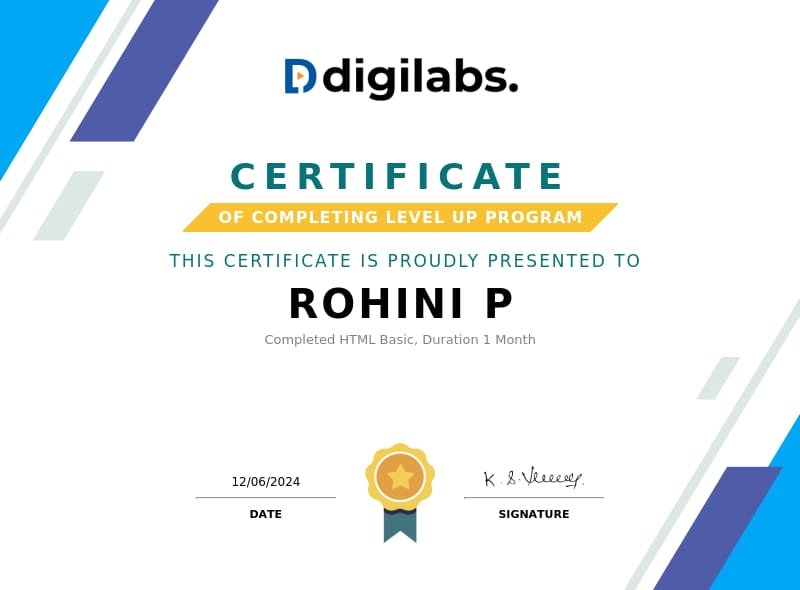 digilabs.
CERTIFICATE
OF COMPLETING LEVEL UP PROGRAM
THIS CERTIFICATE IS PROUDLY PRESENTED TO
ROHINI P
Completed HTML Basic, Duration 1 Month
12/06/2024
DATE
K. S.
SIGNATURE